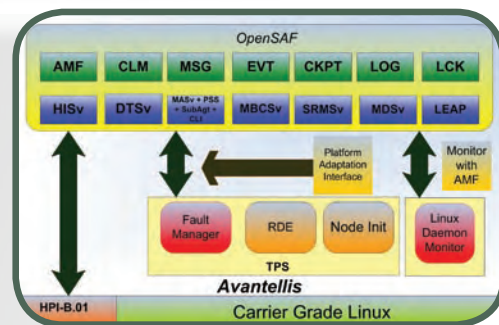 OpenSAF
AMF CLM MSG EVT CKPT LOG LCK
HISv DTSv MASv + PSS + SubAgt + CLI MBCSv SRMSv MDSv LEAP
Platform
Adaptation
Interface
Monitor
with
AMF
Fault
Manager
RDE
Node Init
Linux
Daemon
Monitor
TPS
Avantellis
HPI-B.01
Carrier Grade Linux